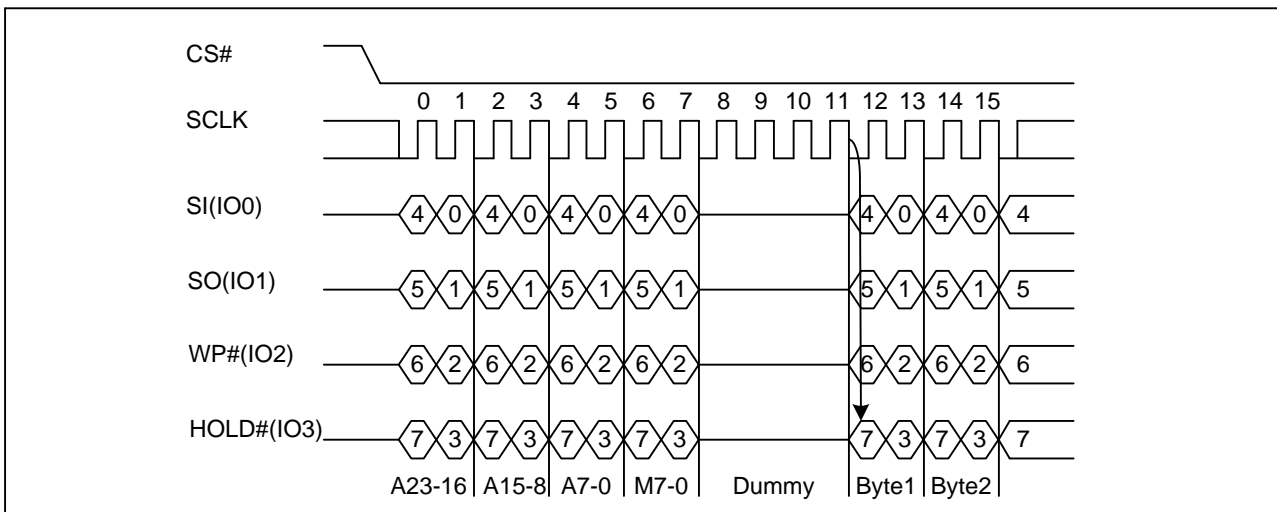 CS#
0 1 2 3 4 5 6 7 8 9 10 11 12 13 14 15
SCLK
SI(IO0) 4 0 4 0 4 0 4 0 4 0 4 0 4
SO(IO1) 5 1 5 1 5 1 5 1 5 1 5 1 5
WP#(IO2) 6 2 6 2 6 2 6 2 6 2 6 2 6
HOLD#(IO3) 7 3 7 3 7 3 7 3 7 3 7 3 7
A23-16 A15-8 A7-0 M7-0 Dummy Byte1 Byte2